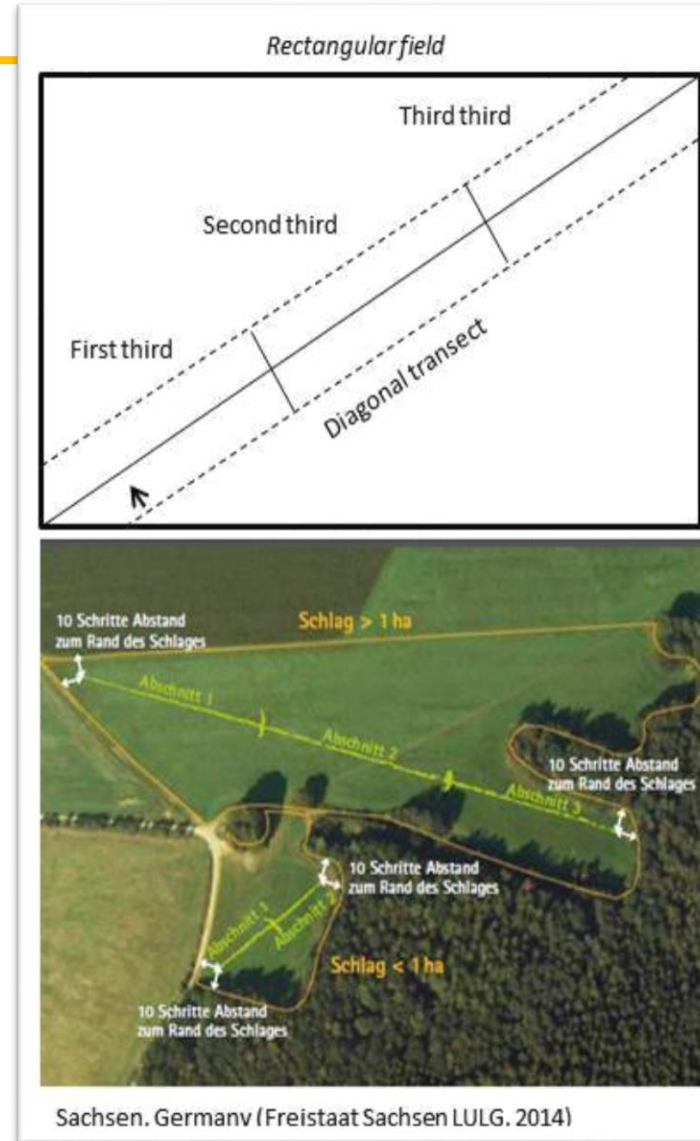 Rectangular field
Third third
Second third
First third
Diagonal transect
10 Schritte Abstand
zum Rand des Schlages
Schlag > 1 ha
Abschnitt 1
Abschnitt 2
10 Schritte Abstand
zum Rand des Schlages
Abschnitt 3
10 Schritte Abstand
zum Rand des Schlages
Abschnitt 1
Abschnitt 2
Schlag < 1 ha
10 Schritte Abstand
zum Rand des Schlages
Sachsen. Germany (Freistaat Sachsen LULG. 2014)